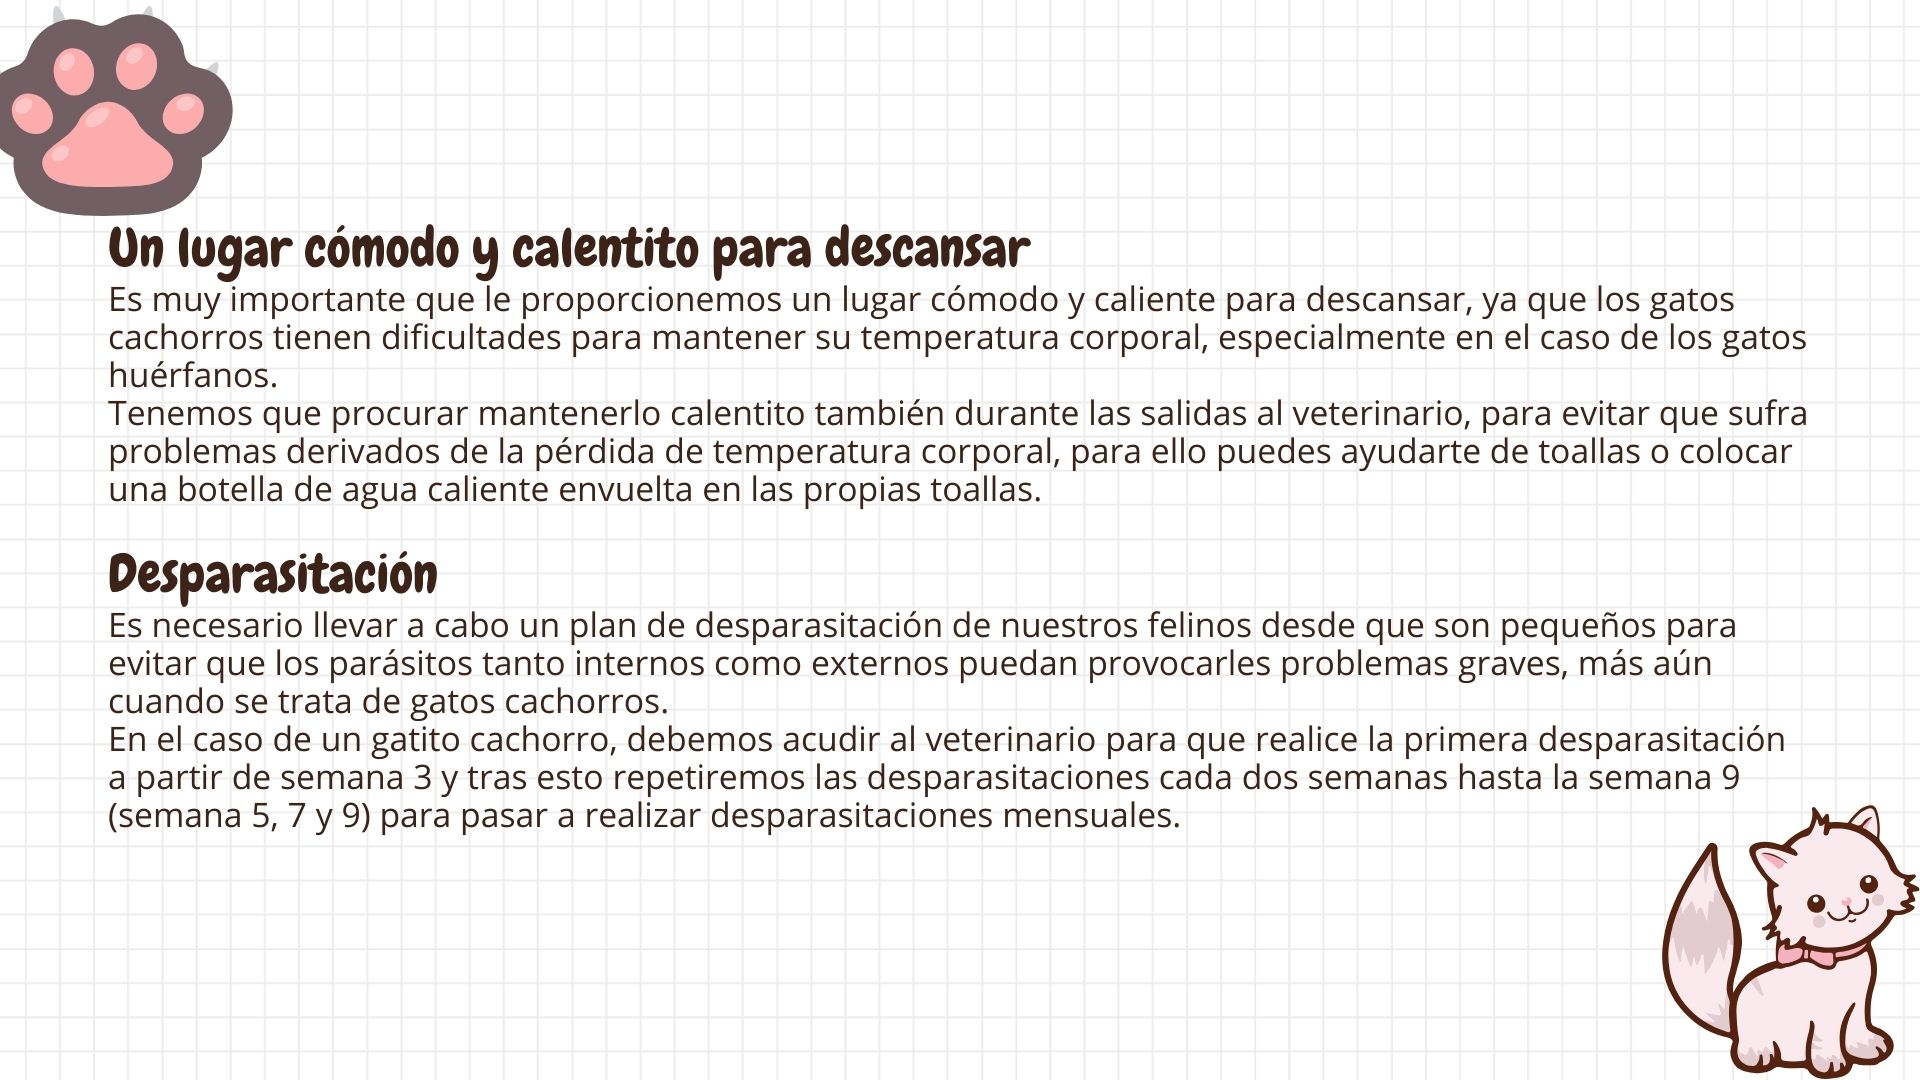 Un lugar cómodo y calentito para descansar
Es muy importante que le proporcionemos un lugar cómodo y caliente para descansar, ya que los gatos
cachorros tienen dificultades para mantener su temperatura corporal, especialmente en el caso de los gatos
huérfanos.
Tenemos que procurar mantenerlo calentito también durante las salidas al veterinario, para evitar que sufra
problemas derivados de la pérdida de temperatura corporal, para ello puedes ayudarte de toallas o colocar
una botella de agua caliente envuelta en las propias toallas.
Desparasitación
Es necesario llevar a cabo un plan de desparasitación de nuestros felinos desde que son pequeños para
evitar que los parásitos tanto internos como externos puedan provocarles problemas graves, más aún
cuando se trata de gatos cachorros.
En el caso de un gatito cachorro, debemos acudir al veterinario para que realice la primera desparasitación
a partir de semana 3 y tras esto repetiremos las desparasitaciones cada dos semanas hasta la semana 9
(semana 5, 7 y 9) para pasar a realizar desparasitaciones mensuales.